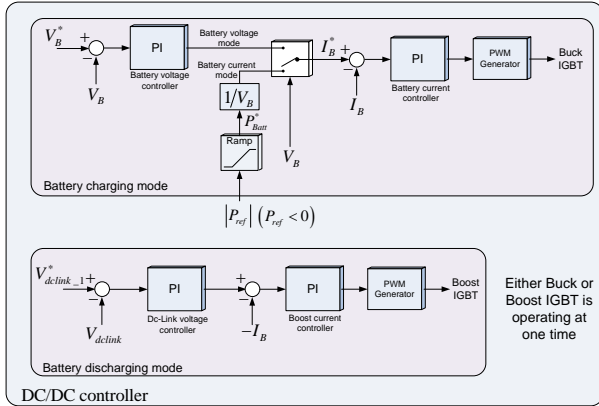 V*B
+
−
PI
Battery voltage mode
Battery voltage controller
VB
Battery current mode
1/VB
P*Batt
Ramp
|Pref| (Pref < 0)
VB
I*B
+
−
IB
PI
Battery current controller
PWM Generator
Buck IGBT
Battery charging mode
V*dclink_1
+
−
Vdclink
PI
Dc-Link voltage controller
+
−
−IB
PI
Boost current controller
PWM Generator
Boost IGBT
Battery discharging mode
Either Buck or
Boost IGBT is
operating at
one time
DC/DC controller